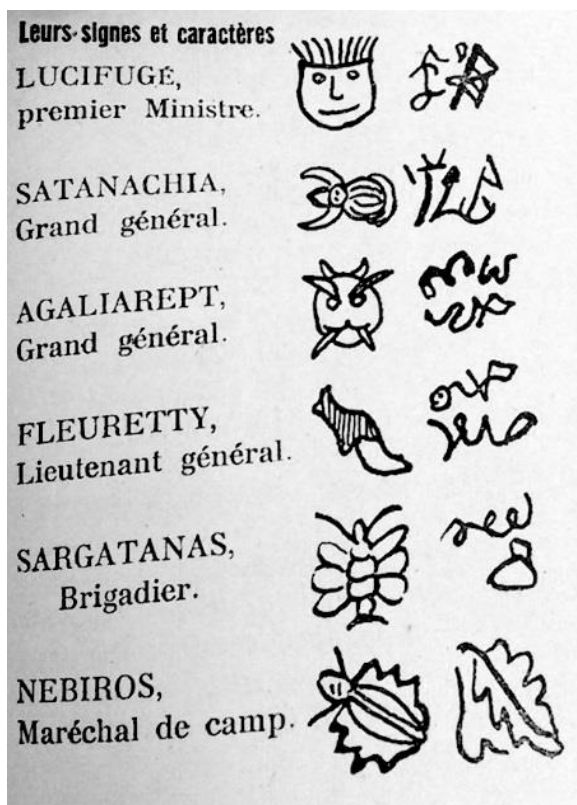 Leurs signes et caractères
LUCIFUGÉ,
premier Ministre.
SATANACHIA,
Grand général.
AGALIAREPT,
Grand général.
FLEURETTY,
Lieutenant général.
SARGATANAS,
Brigadier.
NEBIROS,
Maréchal de camp.